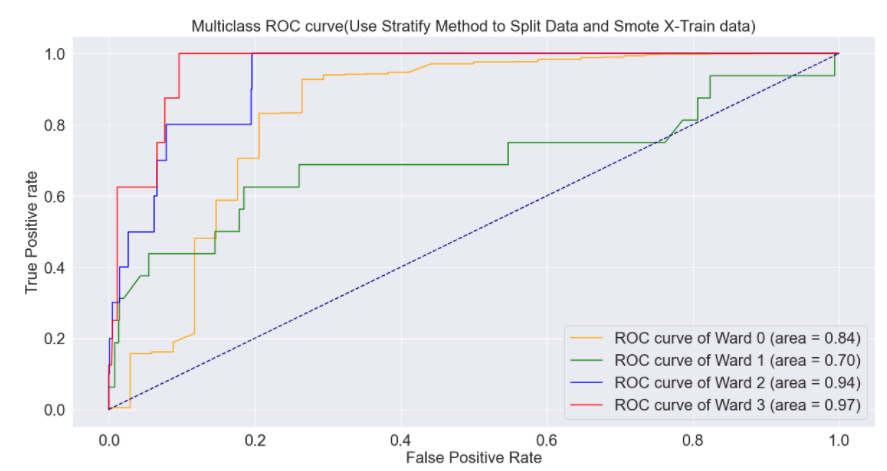 Multiclass ROC curve(Use Stratify Method to Split Data and Smote X-Train data)
True Positive rate
1.0
0.8
0.6
0.4
0.2
0.0
ROC curve of Ward 0 (area = 0.84)
ROC curve of Ward 1 (area = 0.70)
ROC curve of Ward 2 (area = 0.94)
ROC curve of Ward 3 (area = 0.97)
0.0 0.2 0.4 0.6 0.8 1.0
False Positive Rate